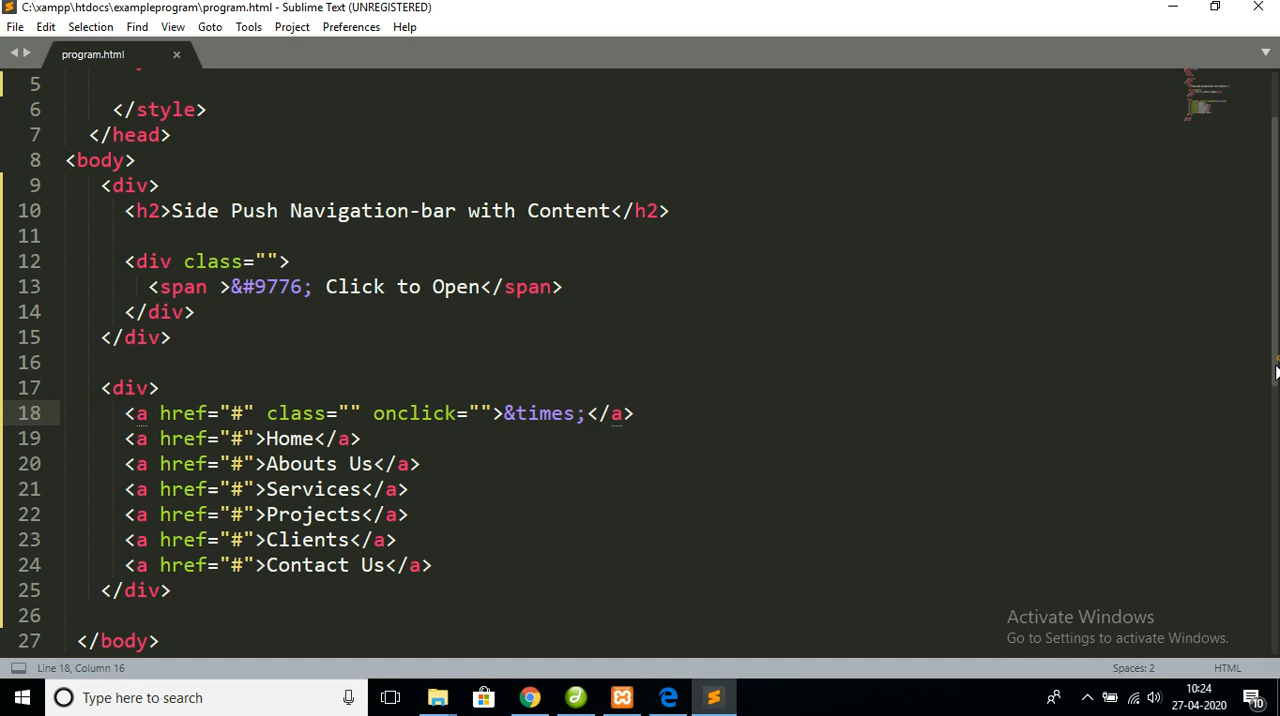 C:\xampp\htdocs\exampleprogram\program.html - Sublime Text (UNREGISTERED)
File Edit Selection Find View Goto Tools Project Preferences Help
program.html
5
6 </style>
7 </head>
8 <body>
9 <div>
10 <h2>Side Push Navigation-bar with Content</h2>
11
12 <div class="">
13 <span >&#9776; Click to Open</span>
14 </div>
15 </div>
16
17 <div>
18 <a href="#" class="" onclick="">&times;</a>
19 <a href="#">Home</a>
20 <a href="#">Abouts Us</a>
21 <a href="#">Services</a>
22 <a href="#">Projects</a>
23 <a href="#">Clients</a>
24 <a href="#">Contact Us</a>
25 </div>
26
27 </body>
Activate Windows
Go to Settings to activate Windows.
Line 18, Column 16 Spaces: 2 HTML
Type here to search
10:24
27-04-2020
10